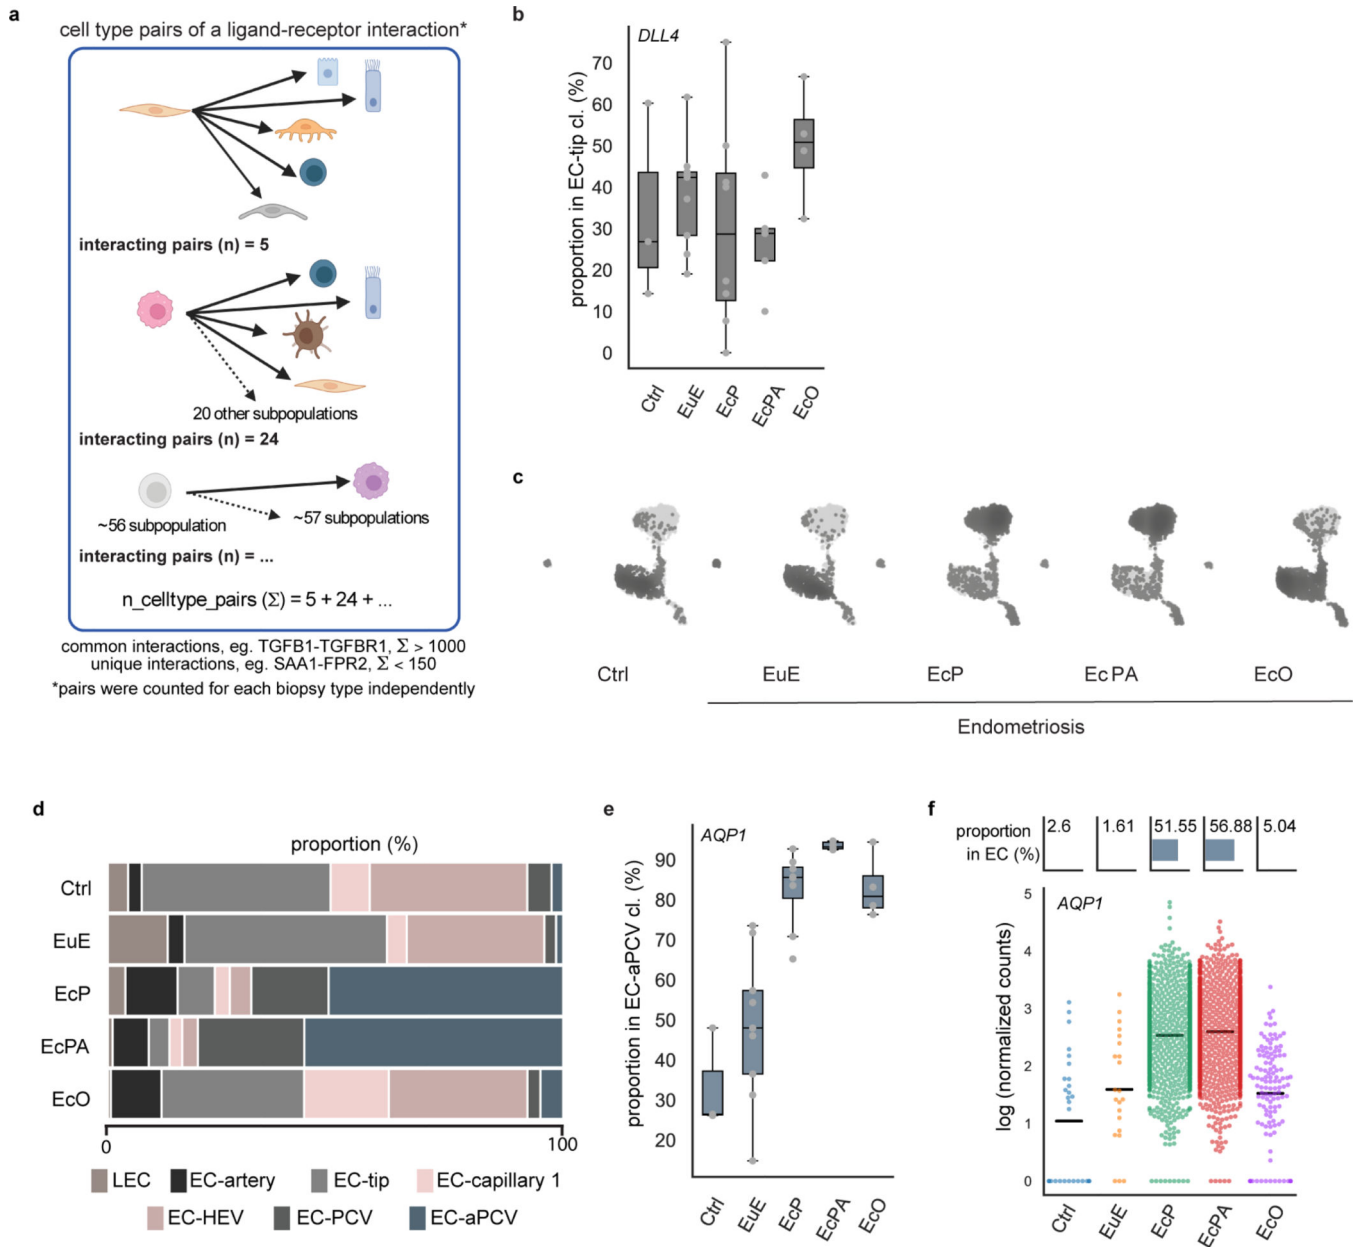 a
cell type pairs of a ligand-receptor interaction*
interacting pairs (n) = 5
20 other subpopulations
interacting pairs (n) = 24
~56 subpopulation
~57 subpopulations
interacting pairs (n) = ...
n_celltype_pairs (Σ) = 5 + 24 + ...
common interactions, eg. TGFB1-TGFBR1, Σ > 1000
unique interactions, eg. SAA1-FPR2, Σ < 150
*pairs were counted for each biopsy type independently
b
DLL4
proportion in EC-tip cl. (%)
70
60
50
40
30
20
10
0
Ctrl
EuE
EcP
EcPA
EcO
c
Ctrl
EuE
EcP
EcPA
EcO
Endometriosis
d
proportion (%)
Ctrl
EuE
EcP
EcPA
EcO
0
100
LEC
EC-artery
EC-tip
EC-capillary 1
EC-HEV
EC-PCV
EC-aPCV
e
AQP1
proportion in EC-aPCV cl. (%)
90
80
70
60
50
40
30
20
Ctrl
EuE
EcP
EcPA
EcO
f
proportion
in EC (%)
2.6
1.61
51.55
56.88
5.04
AQP1
log (normalized counts)
5
4
3
2
1
0
Ctrl
EuE
EcP
EcPA
EcO